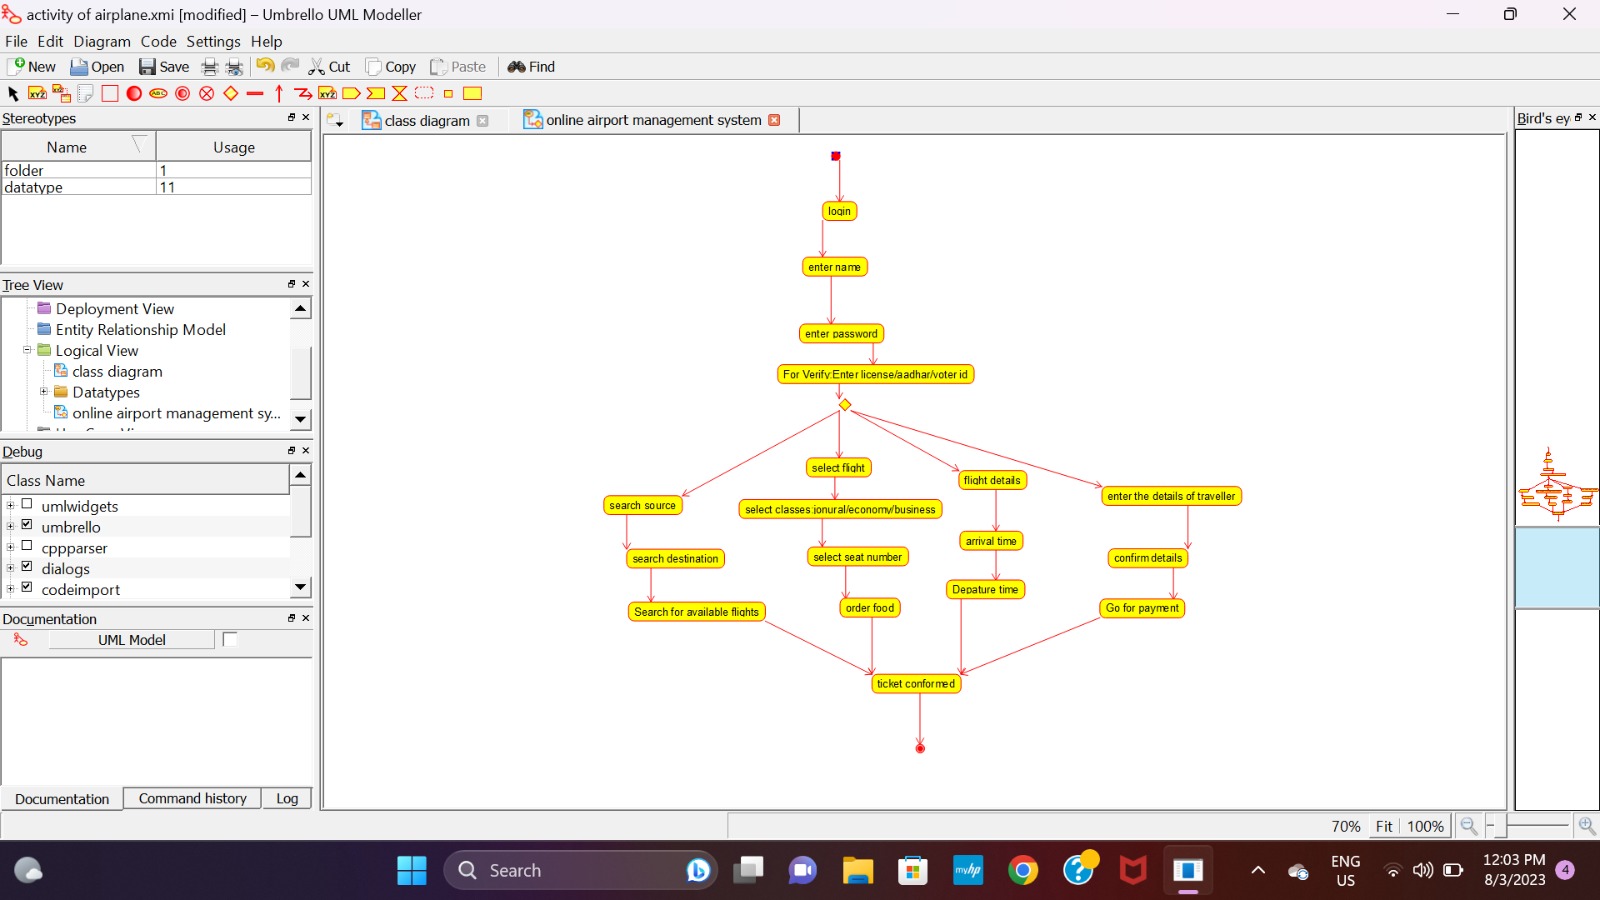 activity of airplane.xmi [modified] – Umbrello UML Modeller
File Edit Diagram Code Settings Help
New Open Save Cut Copy Paste Find
XYZ ABC XYZ
Stereotypes
Name Usage
folder 1
datatype 11
Tree View
Deployment View
Entity Relationship Model
Logical View
class diagram
Datatypes
online airport management sy...
Debug
Class Name
umlwidgets
umbrello
cppparser
dialogs
codeimport
Documentation
UML Model
Documentation Command history Log
class diagram online airport management system
login
enter name
enter password
For Verify:Enter license/aadhar/voter id
select flight
flight details
search source
select classes:jonural/economy/business
enter the details of traveller
arrival time
search destination
select seat number
confirm details
Depature time
Search for available flights
order food
Go for payment
ticket conformed
Bird's ey
70% Fit 100%
Search
myhp
ENG
US
12:03 PM
8/3/2023
4